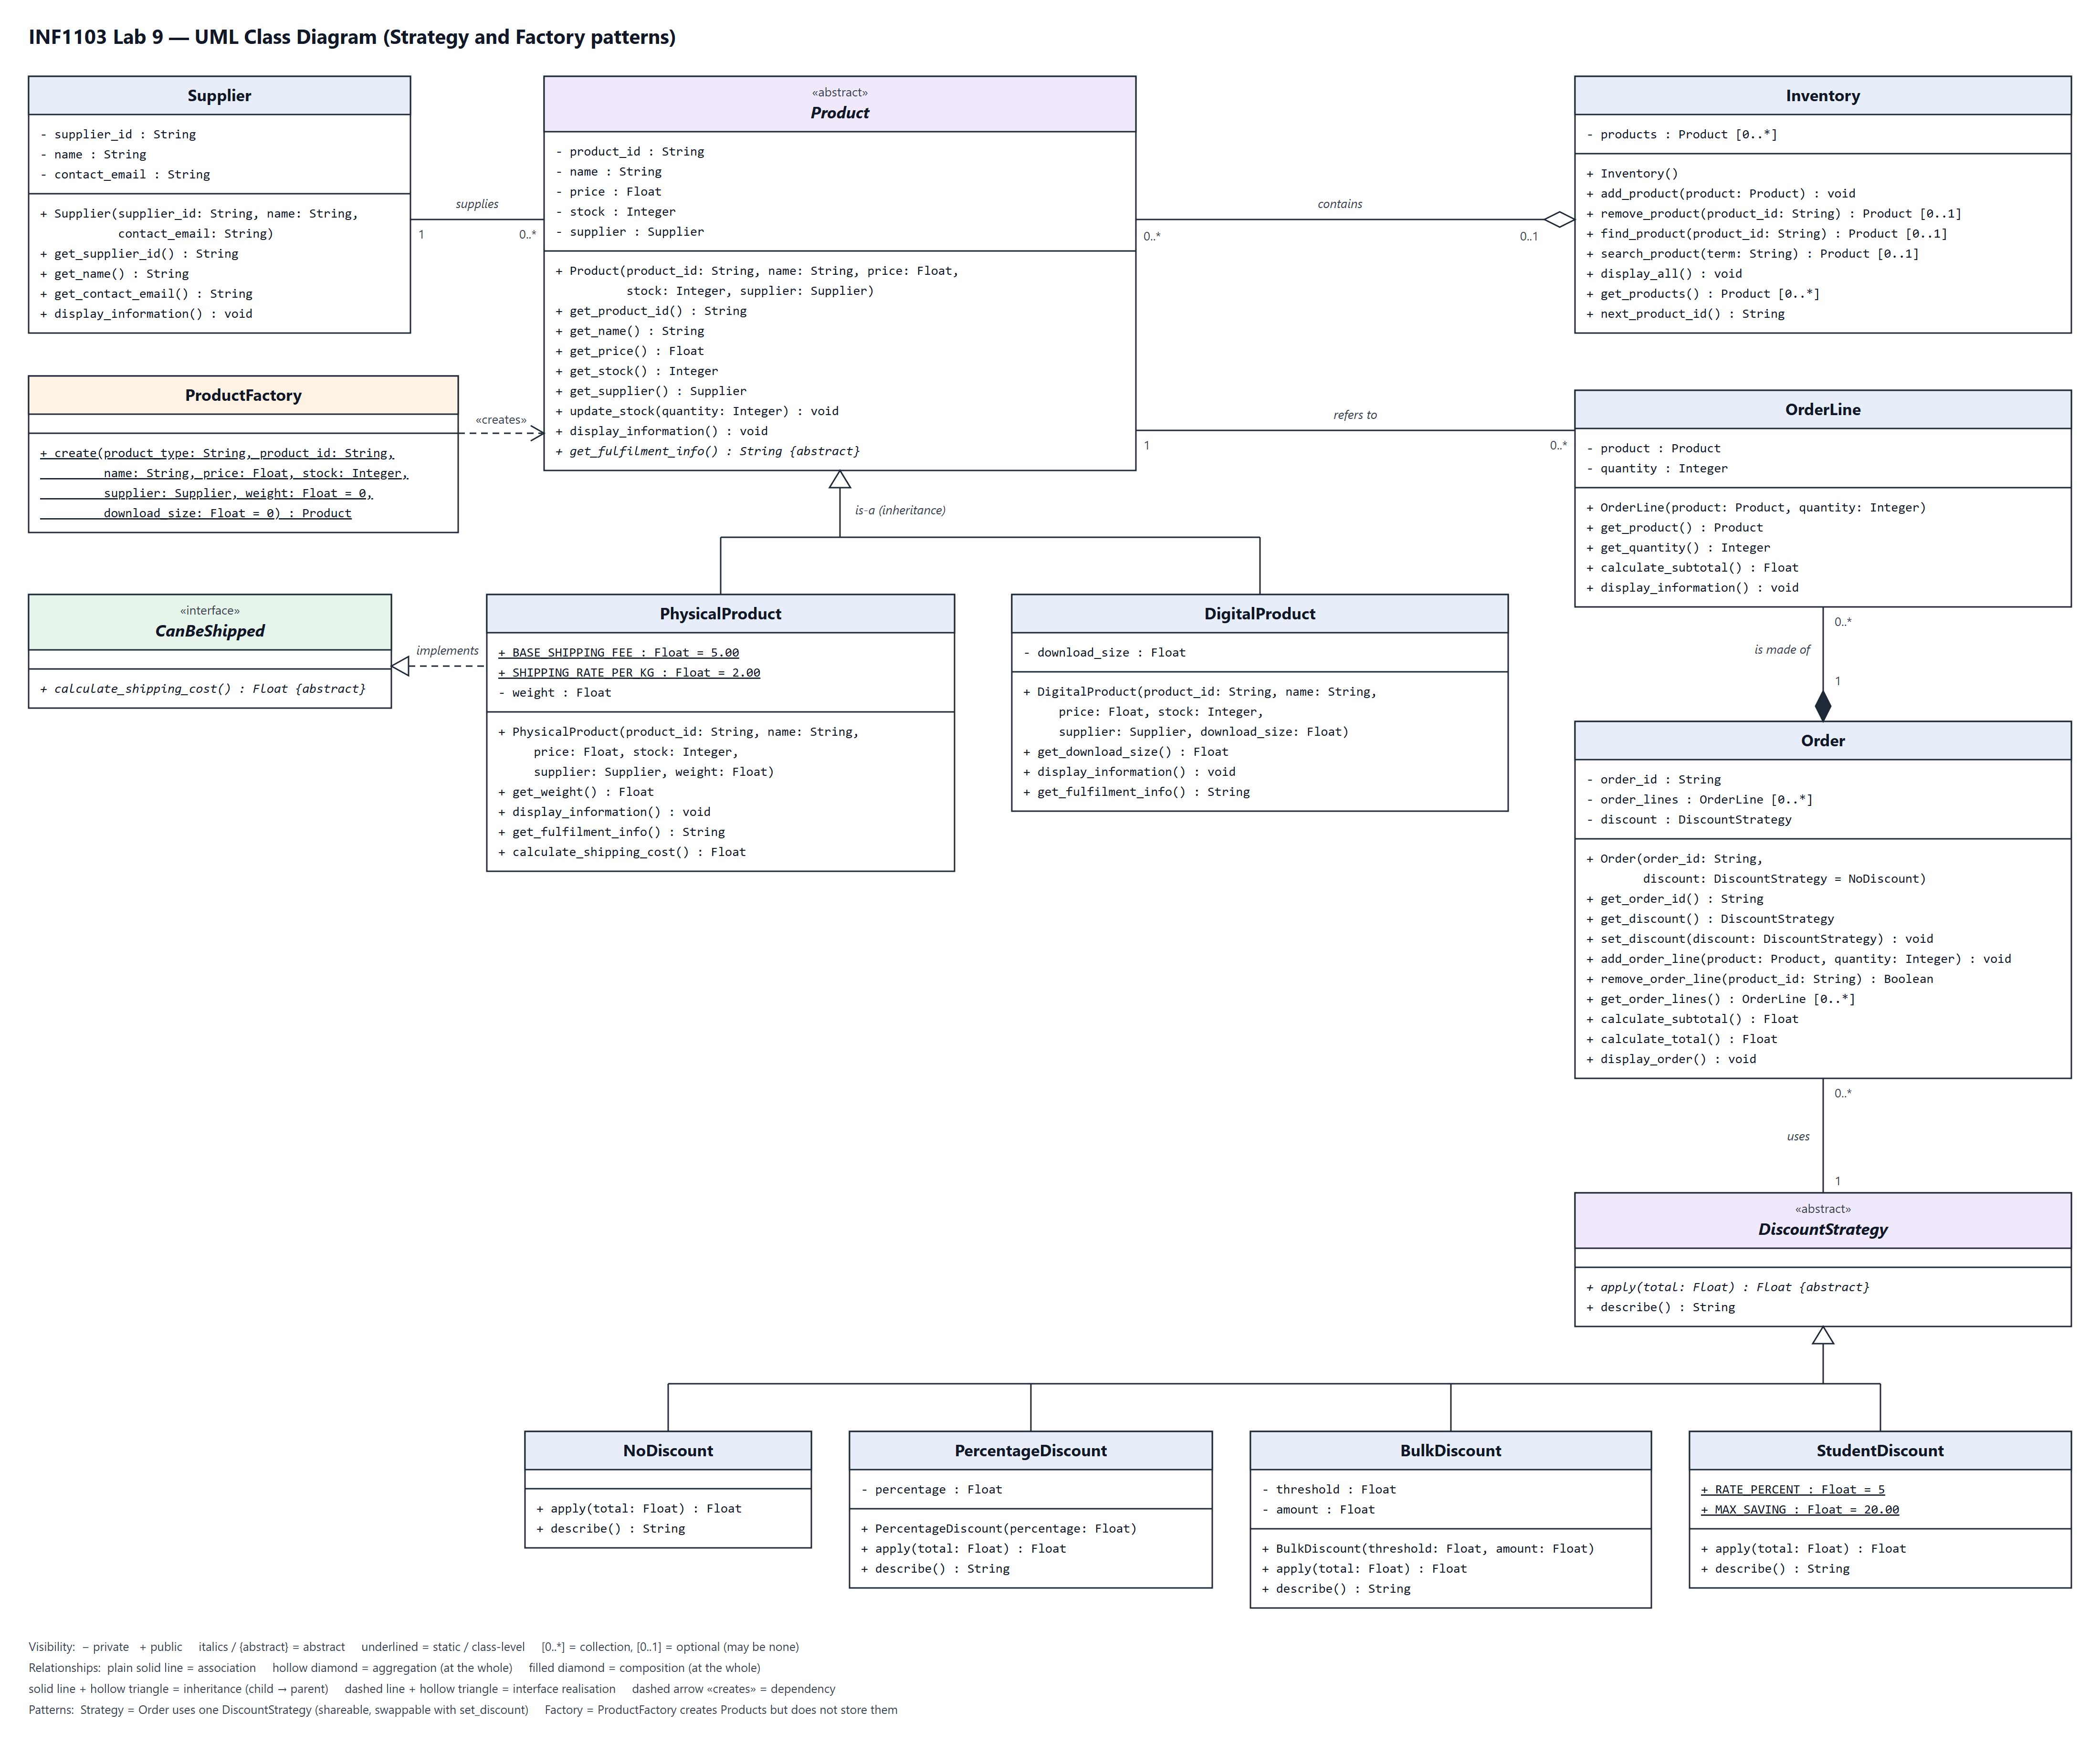 INF1103 Lab 9 — UML Class Diagram (Strategy and Factory patterns)
Supplier
- supplier_id : String
- name : String
- contact_email : String
+ Supplier(supplier_id: String, name: String,
contact_email: String)
+ get_supplier_id() : String
+ get_name() : String
+ get_contact_email() : String
+ display_information() : void
supplies
1
0..*
«abstract»
Product
- product_id : String
- name : String
- price : Float
- stock : Integer
- supplier : Supplier
+ Product(product_id: String, name: String, price: Float,
stock: Integer, supplier: Supplier)
+ get_product_id() : String
+ get_name() : String
+ get_price() : Float
+ get_stock() : Integer
+ get_supplier() : Supplier
+ update_stock(quantity: Integer) : void
+ display_information() : void
+ get_fulfilment_info() : String {abstract}
contains
0..*
0..1
Inventory
- products : Product [0..*]
+ Inventory()
+ add_product(product: Product) : void
+ remove_product(product_id: String) : Product [0..1]
+ find_product(product_id: String) : Product [0..1]
+ search_product(term: String) : Product [0..1]
+ display_all() : void
+ get_products() : Product [0..*]
+ next_product_id() : String
ProductFactory
+ create(product_type: String, product_id: String,
name: String, price: Float, stock: Integer,
supplier: Supplier, weight: Float = 0,
download_size: Float = 0) : Product
«creates»
refers to
1
0..*
OrderLine
- product : Product
- quantity : Integer
+ OrderLine(product: Product, quantity: Integer)
+ get_product() : Product
+ get_quantity() : Integer
+ calculate_subtotal() : Float
+ display_information() : void
is-a (inheritance)
«interface»
CanBeShipped
+ calculate_shipping_cost() : Float {abstract}
implements
PhysicalProduct
+ BASE_SHIPPING_FEE : Float = 5.00
+ SHIPPING_RATE_PER_KG : Float = 2.00
- weight : Float
+ PhysicalProduct(product_id: String, name: String,
price: Float, stock: Integer,
supplier: Supplier, weight: Float)
+ get_weight() : Float
+ display_information() : void
+ get_fulfilment_info() : String
+ calculate_shipping_cost() : Float
DigitalProduct
- download_size : Float
+ DigitalProduct(product_id: String, name: String,
price: Float, stock: Integer,
supplier: Supplier, download_size: Float)
+ get_download_size() : Float
+ display_information() : void
+ get_fulfilment_info() : String
0..*
is made of
1
Order
- order_id : String
- order_lines : OrderLine [0..*]
- discount : DiscountStrategy
+ Order(order_id: String,
discount: DiscountStrategy = NoDiscount)
+ get_order_id() : String
+ get_discount() : DiscountStrategy
+ set_discount(discount: DiscountStrategy) : void
+ add_order_line(product: Product, quantity: Integer) : void
+ remove_order_line(product_id: String) : Boolean
+ get_order_lines() : OrderLine [0..*]
+ calculate_subtotal() : Float
+ calculate_total() : Float
+ display_order() : void
0..*
uses
1
«abstract»
DiscountStrategy
+ apply(total: Float) : Float {abstract}
+ describe() : String
NoDiscount
+ apply(total: Float) : Float
+ describe() : String
PercentageDiscount
- percentage : Float
+ PercentageDiscount(percentage: Float)
+ apply(total: Float) : Float
+ describe() : String
BulkDiscount
- threshold : Float
- amount : Float
+ BulkDiscount(threshold: Float, amount: Float)
+ apply(total: Float) : Float
+ describe() : String
StudentDiscount
+ RATE_PERCENT : Float = 5
+ MAX_SAVING : Float = 20.00
+ apply(total: Float) : Float
+ describe() : String
Visibility: – private + public italics / {abstract} = abstract underlined = static / class-level [0..*] = collection, [0..1] = optional (may be none)
Relationships: plain solid line = association hollow diamond = aggregation (at the whole) filled diamond = composition (at the whole)
solid line + hollow triangle = inheritance (child → parent) dashed line + hollow triangle = interface realisation dashed arrow «creates» = dependency
Patterns: Strategy = Order uses one DiscountStrategy (shareable, swappable with set_discount) Factory = ProductFactory creates Products but does not store them